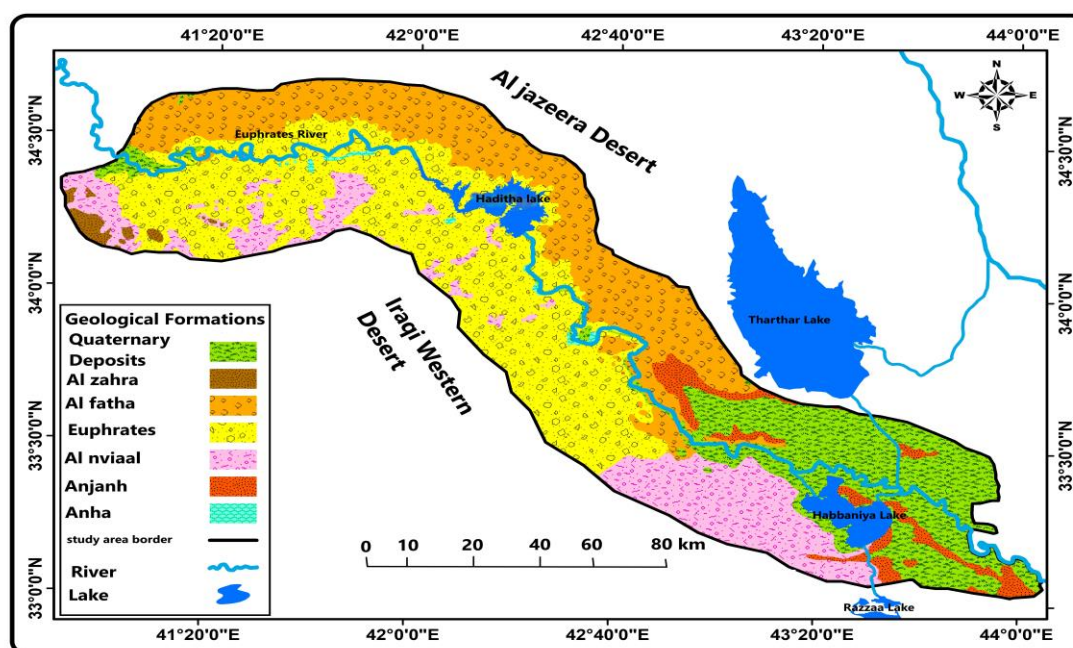 41°20'0"E 42°0'0"E 42°40'0"E 43°20'0"E 44°0'0"E
N
W E
S
34°30'0"N
34°30'0"N
Al jazeera Desert
Euphrates River
Haditha lake
34°0'0"N
34°0'0"N
Tharthar Lake
Iraqi Western
Desert
33°30'0"N
33°30'0"N
Habbaniya Lake
Razzaa Lake
33°0'0"N
33°0'0"N
Geological Formations
Quaternary
Deposits
Al zahra
Al fatha
Euphrates
Al nviaal
Anjanh
Anha
study area border
River
Lake
0 10 20 40 60 80 km
41°20'0"E 42°0'0"E 42°40'0"E 43°20'0"E 44°0'0"E